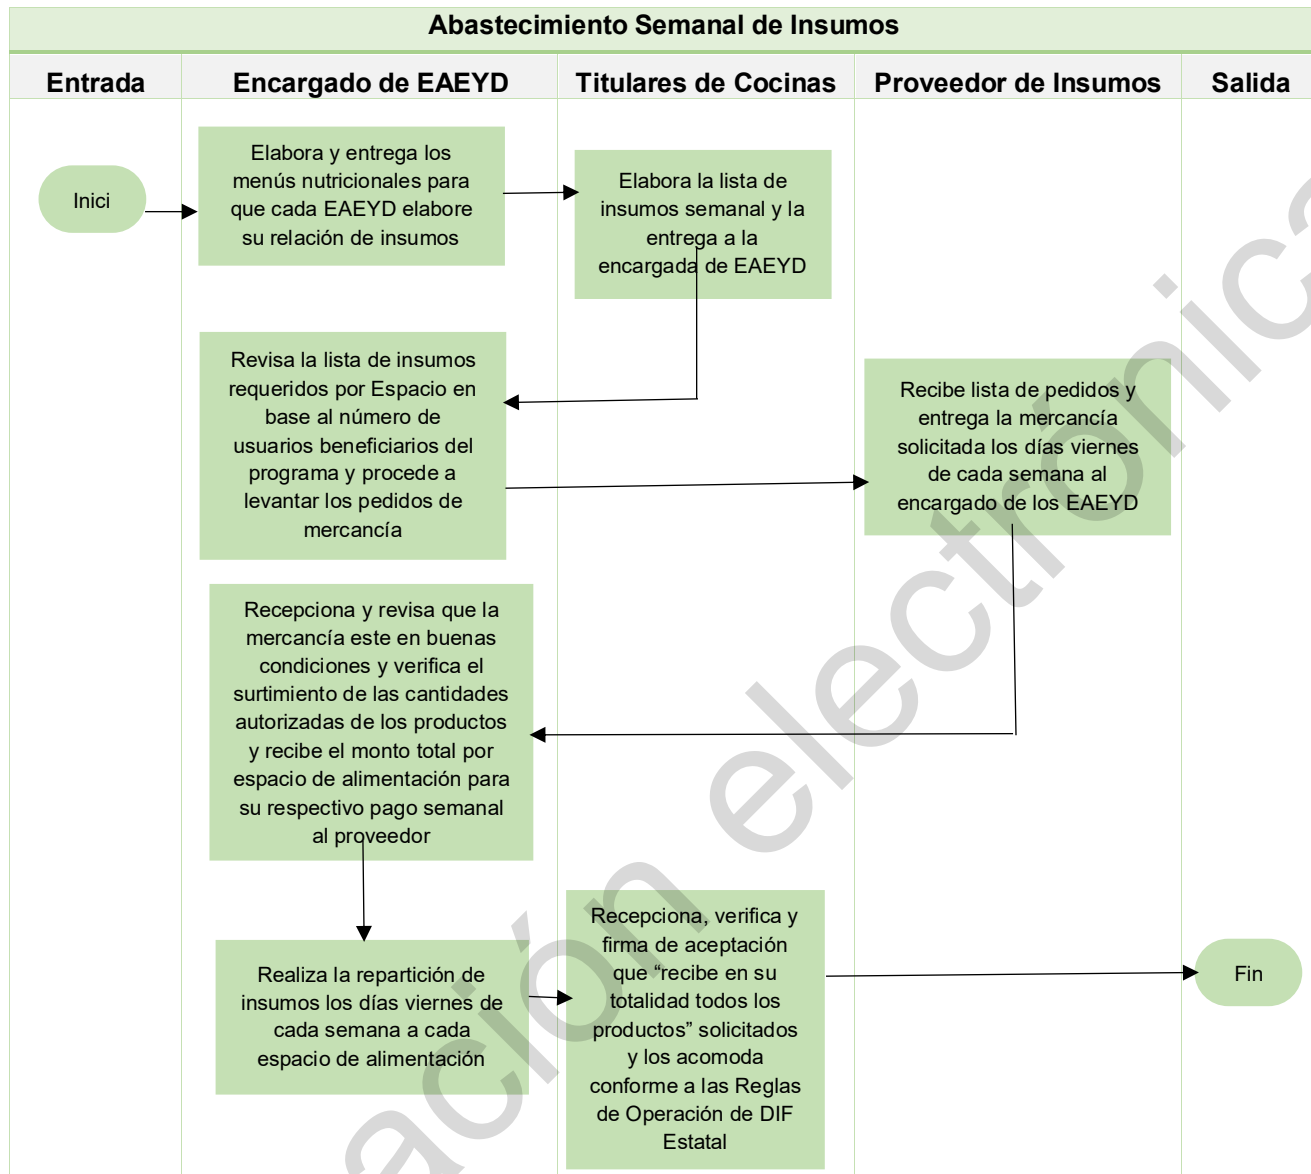 Abastecimiento Semanal de Insumos
Entrada
Encargado de EAEYD
Titulares de Cocinas
Proveedor de Insumos
Salida
Inici
Elabora y entrega los
menús nutricionales para
que cada EAEYD elabore
su relación de insumos
Elabora la lista de
insumos semanal y la
entrega a la
encargada de EAEYD
Revisa la lista de insumos
requeridos por Espacio en
base al número de
usuarios beneficiarios del
programa y procede a
levantar los pedidos de
mercancía
Recibe lista de pedidos y
entrega la mercancía
solicitada los días viernes
de cada semana al
encargado de los EAEYD
Recepciona y revisa que la
mercancía este en buenas
condiciones y verifica el
surtimiento de las cantidades
autorizadas de los productos
y recibe el monto total por
espacio de alimentación para
su respectivo pago semanal
al proveedor
Realiza la repartición de
insumos los días viernes de
cada semana a cada
espacio de alimentación
Recepciona, verifica y
firma de aceptación
que “recibe en su
totalidad todos los
productos” solicitados
y los acomoda
conforme a las Reglas
de Operación de DIF
Estatal
Fin
ación electrónica